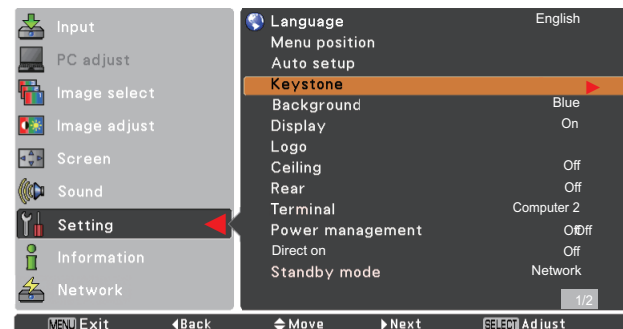 Input
PC adjust
Image select
Image adjust
Screen
Sound
Setting
Information
Network
Language English
Menu position
Auto setup
Keystone
Background Blue
Display On
Logo
Ceiling Off
Rear Off
Terminal Computer 2
Power management Off
Direct on Off
Standby mode Network
1/2
MENU Exit Back Move Next SELECT Adjust